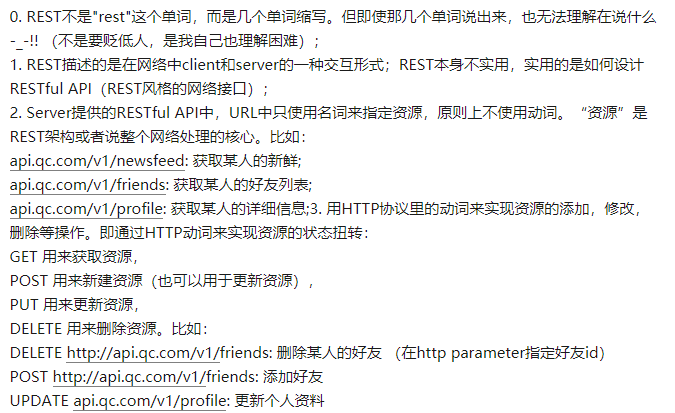 0. REST不是"rest"这个单词，而是几个单词缩写。但即使那几个单词说出来，也无法理解在说什么
-_-!! （不是要贬低人，是我自己也理解困难）；
1. REST描述的是在网络中client和server的一种交互形式；REST本身不实用，实用的是如何设计
RESTful API（REST风格的网络接口）；
2. Server提供的RESTful API中，URL中只使用名词来指定资源，原则上不使用动词。“资源”是
REST架构或者说整个网络处理的核心。比如：
api.qc.com/v1/newsfeed: 获取某人的新鲜;
api.qc.com/v1/friends: 获取某人的好友列表;
api.qc.com/v1/profile: 获取某人的详细信息;3. 用HTTP协议里的动词来实现资源的添加，修改，
删除等操作。即通过HTTP动词来实现资源的状态扭转：
GET 用来获取资源，
POST 用来新建资源（也可以用于更新资源），
PUT 用来更新资源，
DELETE 用来删除资源。比如：
DELETE http://api.qc.com/v1/friends: 删除某人的好友 （在http parameter指定好友id）
POST http://api.qc.com/v1/friends: 添加好友
UPDATE api.qc.com/v1/profile: 更新个人资料